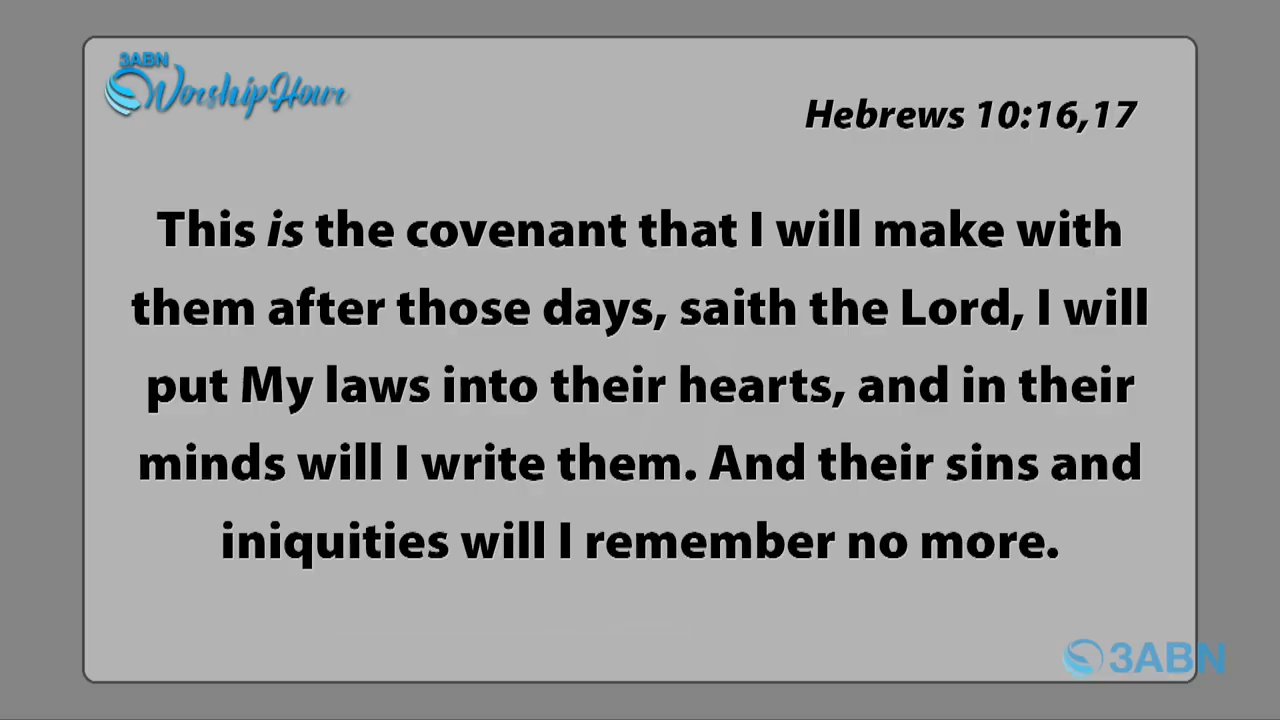 3ABN
Worship Hour
Hebrews 10:16,17
This is the covenant that I will make with
them after those days, saith the Lord, I will
put My laws into their hearts, and in their
minds will I write them. And their sins and
iniquities will I remember no more.
3ABN